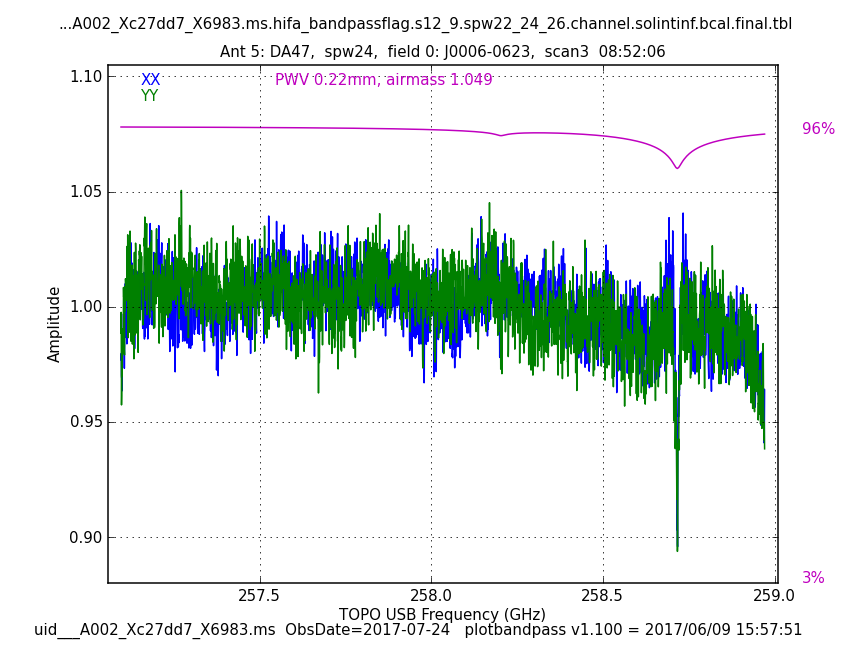 ...A002_Xc27dd7_X6983.ms.hifa_bandpassflag.s12_9.spw22_24_26.channel.solintinf.bcal.final.tbl
Ant 5: DA47,  spw24,  field 0: J0006-0623,  scan3  08:52:06
1.10
XX
PWV 0.22mm, airmass 1.049
YY
96%
1.05
1.00
Amplitude
0.95
0.90
3%
257.5
258.0
258.5
259.0
TOPO USB Frequency (GHz)
uid___A002_Xc27dd7_X6983.ms  ObsDate=2017-07-24   plotbandpass v1.100 = 2017/06/09 15:57:51